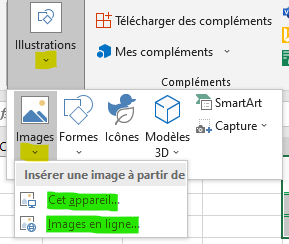 Illustrations
Télécharger des compléments
Mes compléments
Compléments
Images
Formes
Icônes
Modèles
3D
SmartArt
Capture
Insérer une image à partir de
Cet appareil...
Images en ligne...